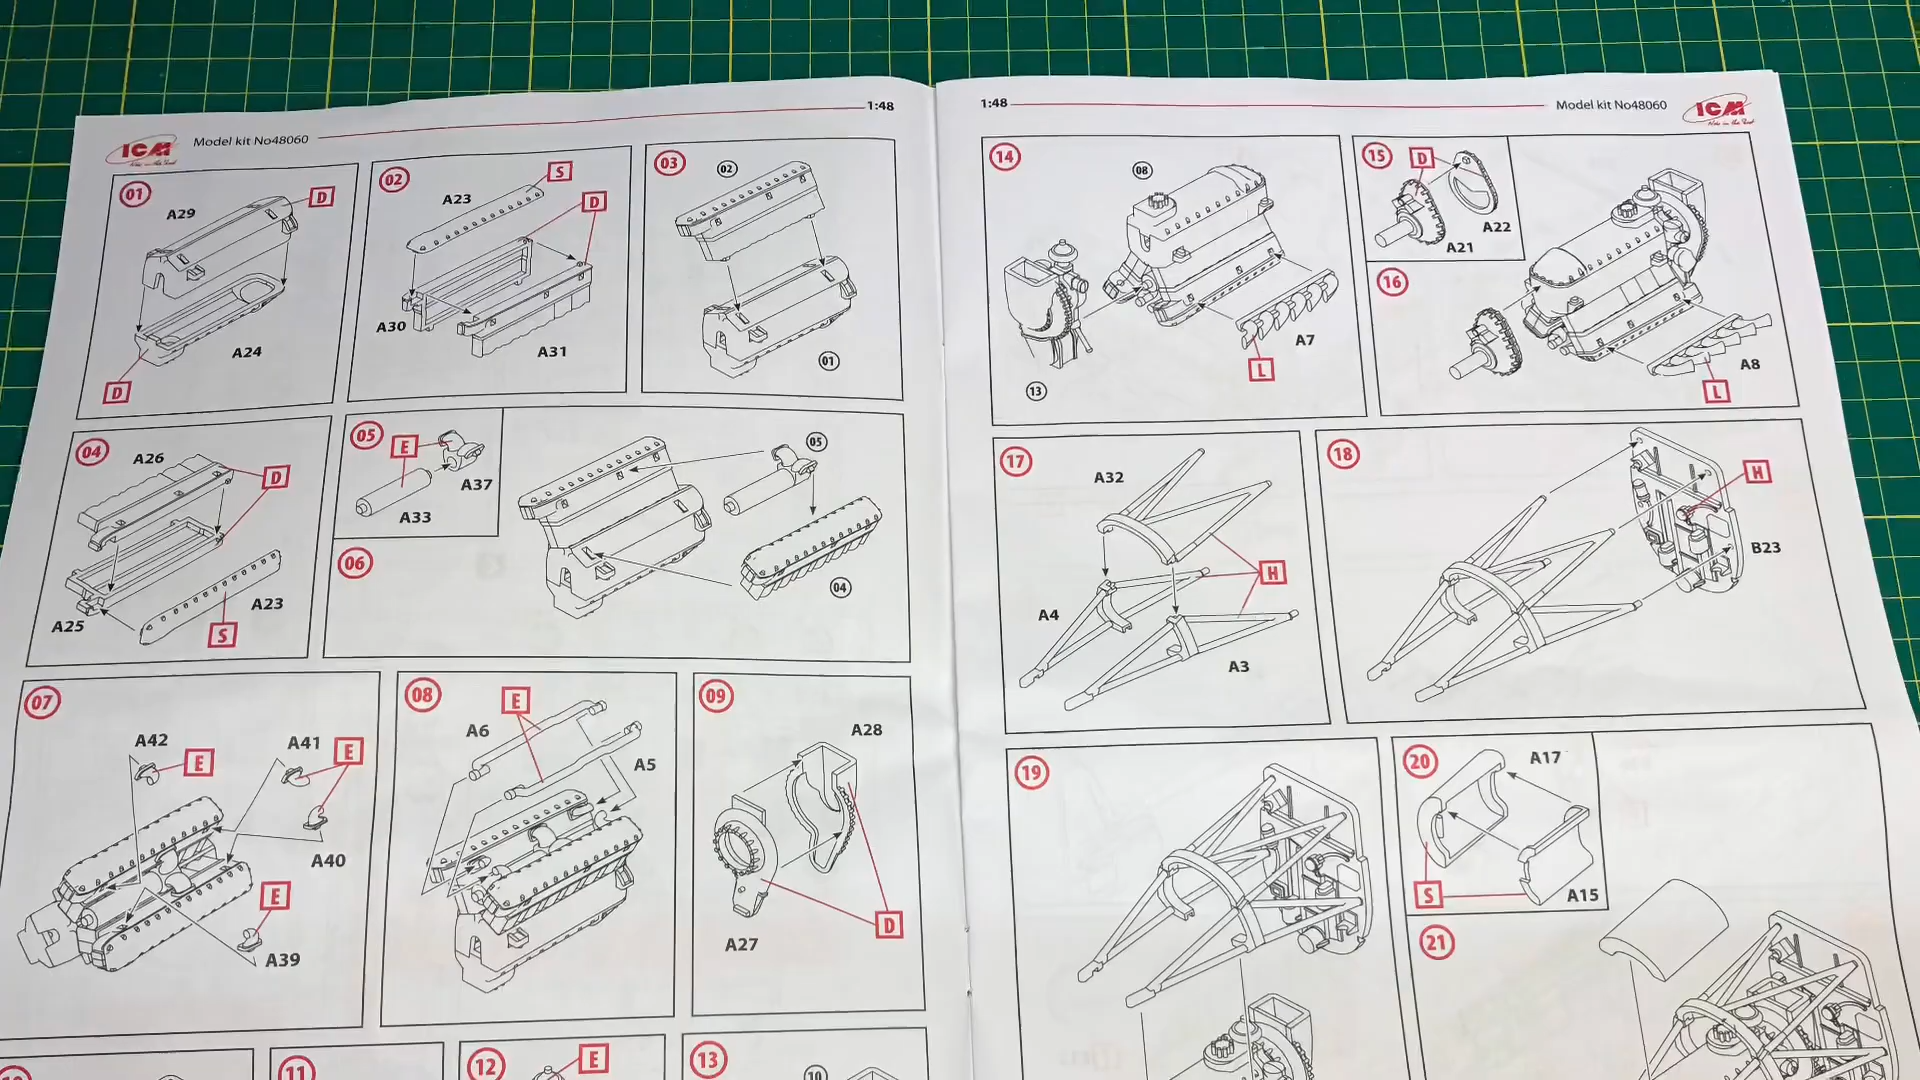 ICM
Model kit No48060
1:48
01
A29
D
A24
D
02
A23
S
D
A30
A31
03
02
01
04
A26
D
A25
A23
S
05
E
A37
A33
06
05
04
07
A42
E
A41
E
A40
E
A39
08
E
A6
A5
09
A28
A27
D
11
12
E
13
10
1:48
Model kit No48060
ICM
14
08
A7
L
13
15
D
A22
A21
16
A8
L
17
A32
H
A4
A3
18
H
B23
19
20
A17
S
A15
21